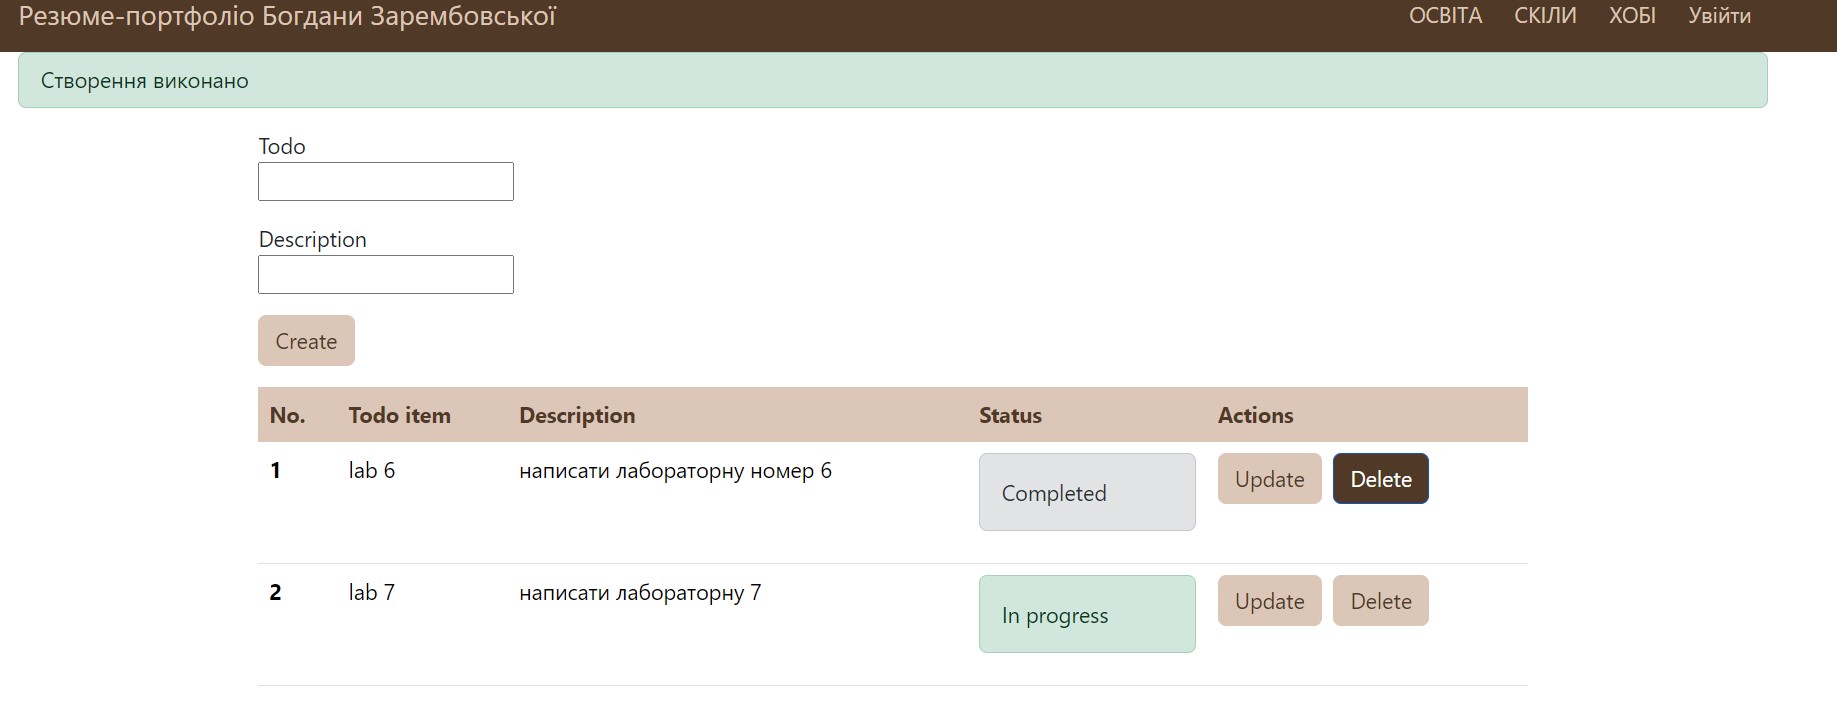 Резюме-портфоліо Богдани Зарембовської ОСВІТА СКІЛИ ХОБІ Увійти
Створення виконано
Todo
Description
Create
No. Todo item Description Status Actions
1 lab 6 написати лабораторну номер 6 Completed Update Delete
2 lab 7 написати лабораторну 7 In progress Update Delete